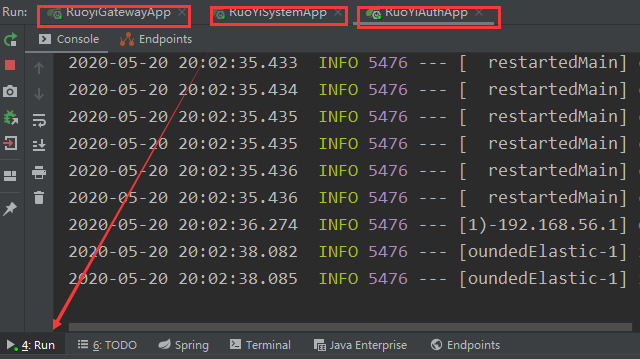 Run: RuoyiGatewayApp RuoYiSystemApp RuoYiAuthApp
Console Endpoints
2020-05-20 20:02:35.433 INFO 5476 --- [ restartedMain]
2020-05-20 20:02:35.434 INFO 5476 --- [ restartedMain]
2020-05-20 20:02:35.435 INFO 5476 --- [ restartedMain]
2020-05-20 20:02:35.435 INFO 5476 --- [ restartedMain]
2020-05-20 20:02:35.436 INFO 5476 --- [ restartedMain]
2020-05-20 20:02:35.436 INFO 5476 --- [ restartedMain]
2020-05-20 20:02:36.274 INFO 5476 --- [1)-192.168.56.1]
2020-05-20 20:02:38.082 INFO 5476 --- [oundedElastic-1]
2020-05-20 20:02:38.085 INFO 5476 --- [oundedElastic-1]
4: Run 6: TODO Spring Terminal Java Enterprise Endpoints